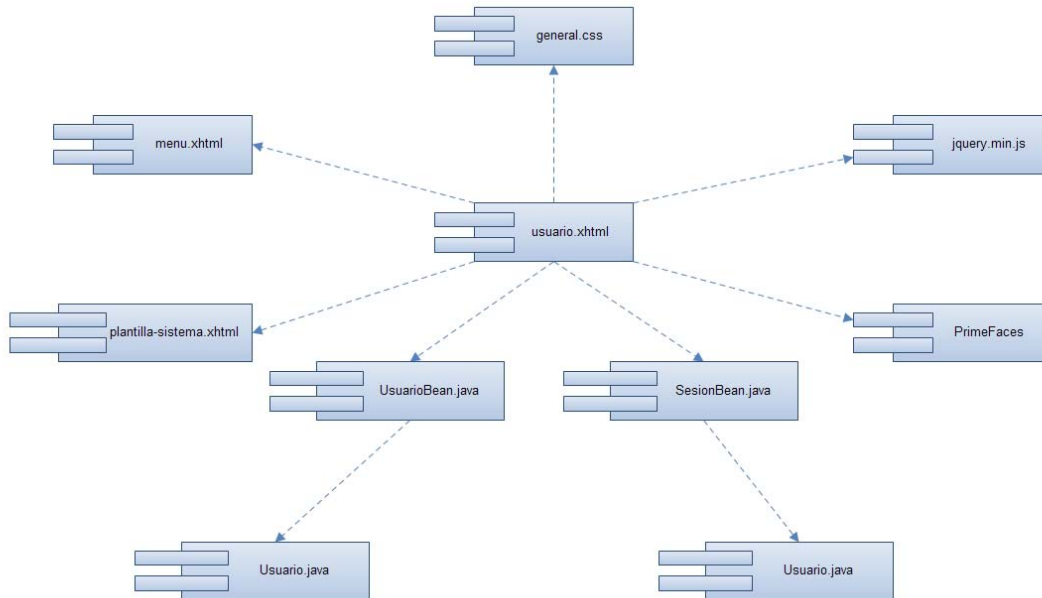 general.css
menu.xhtml
jquery.min.js
usuario.xhtml
plantilla-sistema.xhtml
PrimeFaces
UsuarioBean.java
SesionBean.java
Usuario.java
Usuario.java